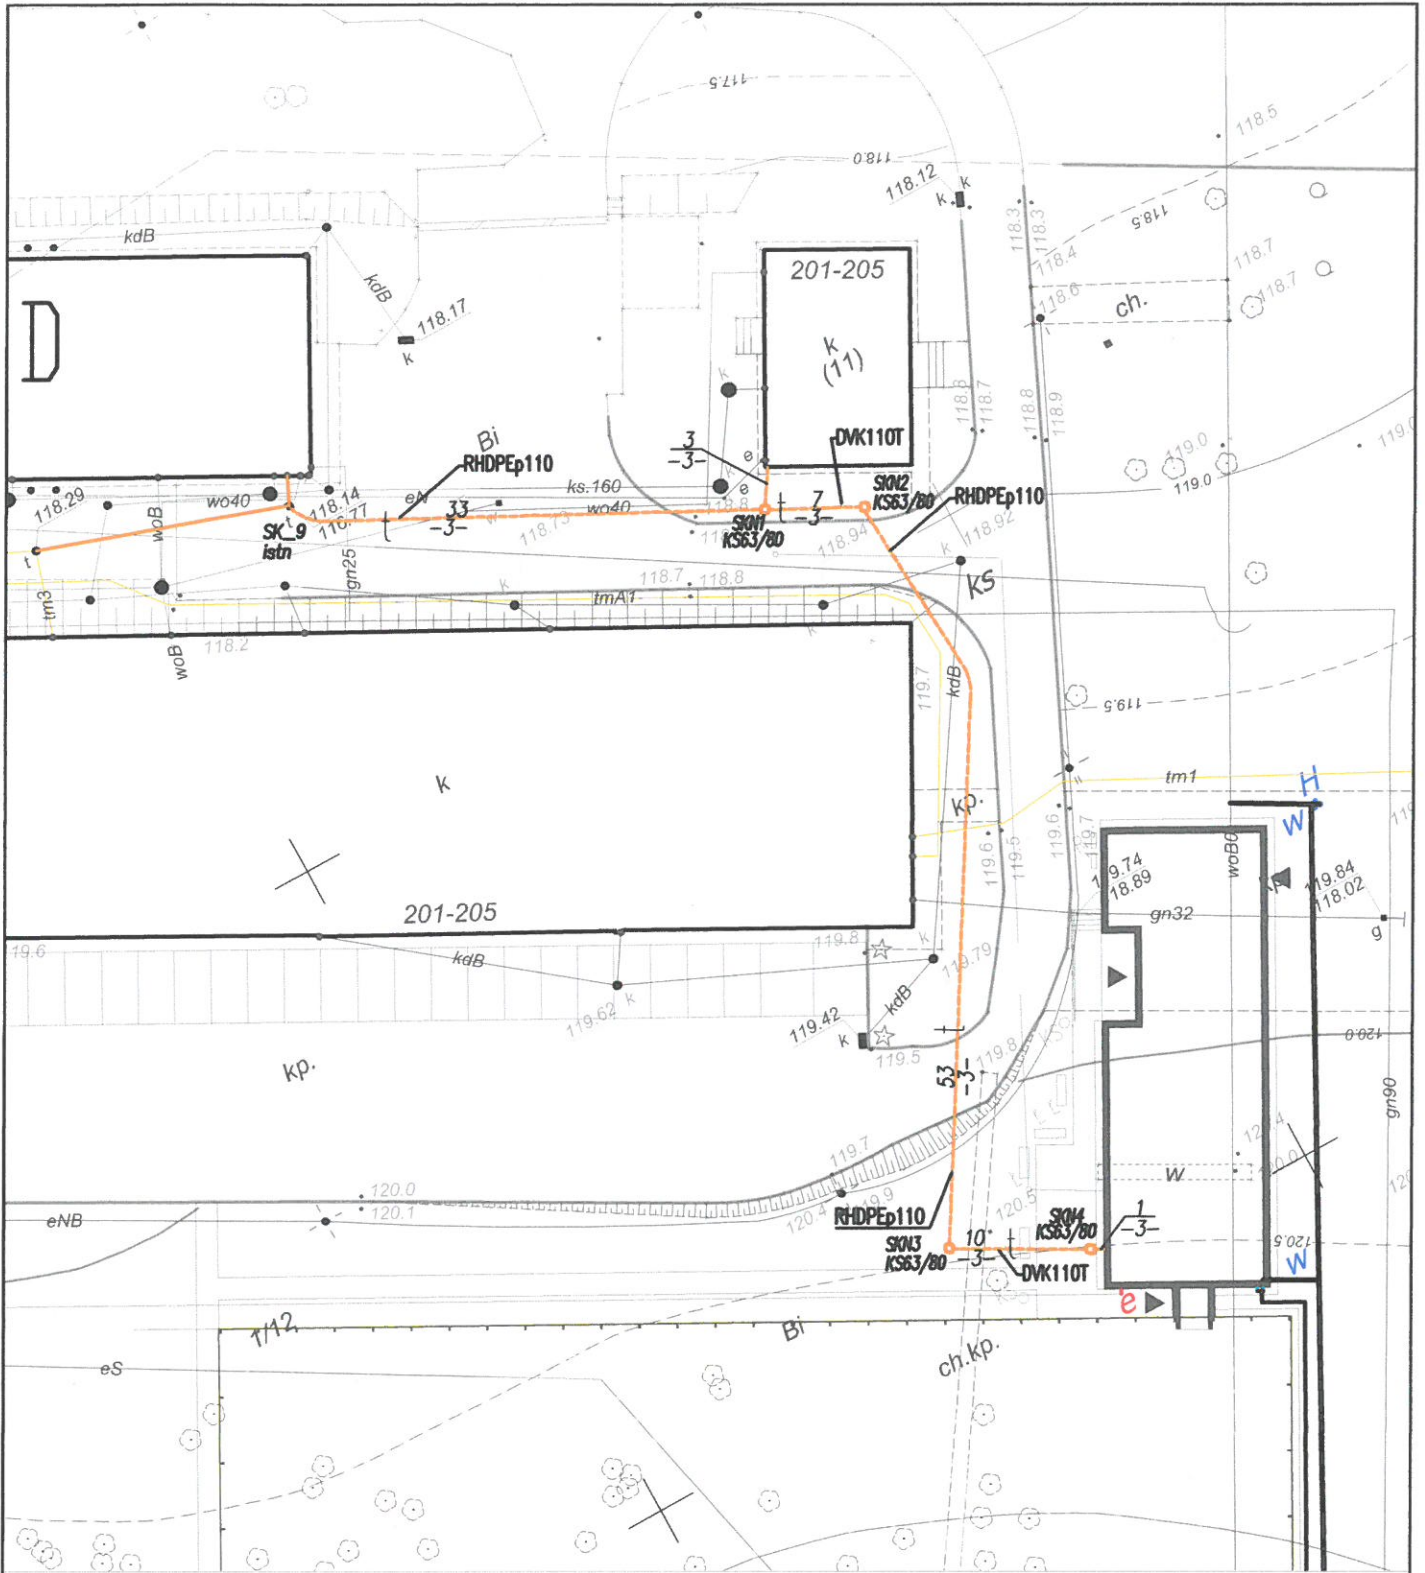 117.5
118.5
118.0
118.12
k
k
118.3
118.3
118.5
kdB
201-205
118.4
118.7
118.6
118.7
ch.
kdB
118.17
D
k
k
(11)
k
118.8
118.7
118.8
118.9
Bi
3
-3-
DVK110T
119.0
119.0
RHDPEp110
e
SKN2
KS63/80
119.0
RHDPEp110
118.29
wo40
118.14
116.77
eN
33
-3-
ks.160
wo40
w
118.73
e
118.8
t
7
-3-
woB
t
SK_9
istn
t
SKN1
KS63/80
118.94
118.92
k
KS
t
tm3
gn25
k
118.7
118.8
tmA1
k
118.2
woB
119.7
kdB
119.5
tm1
H
w
k
kp.
119.6
119.5
119.6
119.7
woB0
119.74
118.89
119.84
118.02
gn32
g
201-205
19.6
kdB
119.8
k
119.79
k
119.62
kdB
119.42
k
119.5
t
119.8
120.0
kp.
53
-3-
gn90
119.7
w
120.0
120.1
eNB
119.9
120.4
120.5
RHDPEp110
SKN3
KS63/80
10
-3-
t
SKN4
KS63/80
1
-3-
120.5
w
DVK110T
e
1/12
Bi
eS
ch.kp.